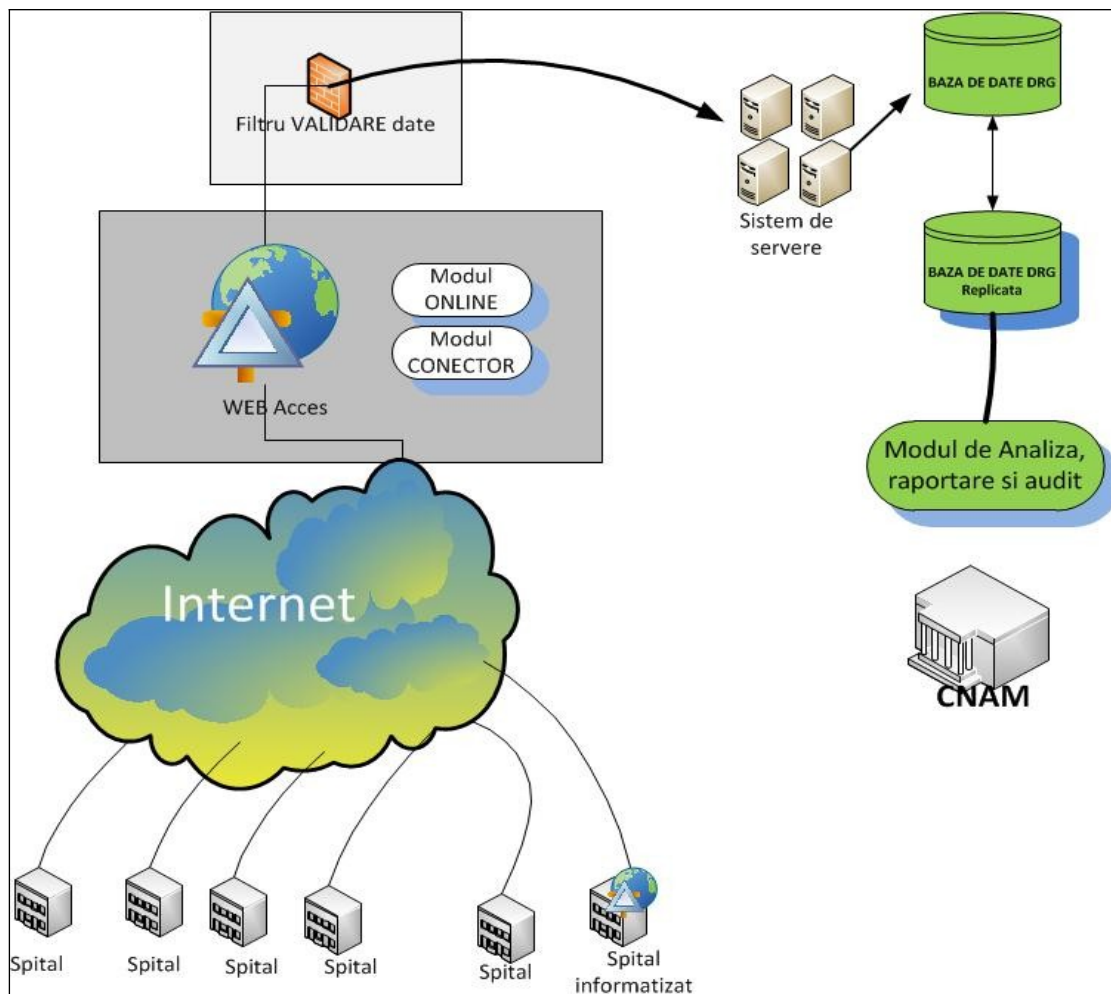 Filtru VALIDARE date
BAZA DE DATE DRG
Sistem de
servere
BAZA DE DATE DRG
Replicata
Modul
ONLINE
Modul
CONECTOR
WEB Acces
Modul de Analiza,
raportare si audit
Internet
CNAM
Spital
Spital
Spital
Spital
Spital
Spital
informatizat